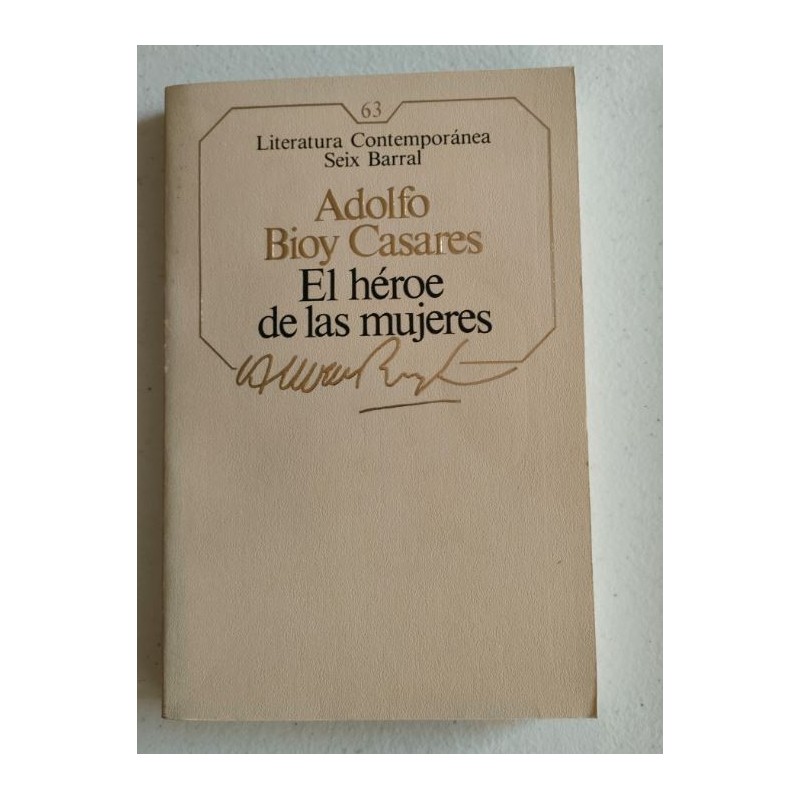 63
Literatura Contemporánea
Seix Barral
Adolfo
Bioy Casares
El héroe
de las mujeres